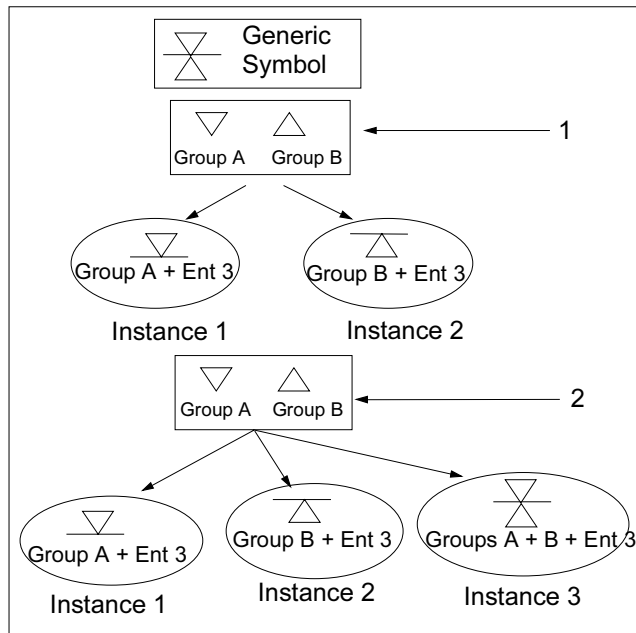 Generic
Symbol
1
Group A Group B
Group A + Ent 3 Group B + Ent 3
Instance 1 Instance 2
2
Group A Group B
Group A + Ent 3 Group B + Ent 3 Groups A + B + Ent 3
Instance 1 Instance 2 Instance 3